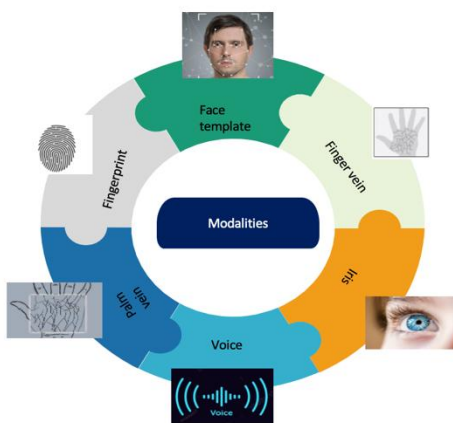 Face
template
Finger vein
Iris
Voice
Voice
Palm
vein
Fingerprint
Modalities